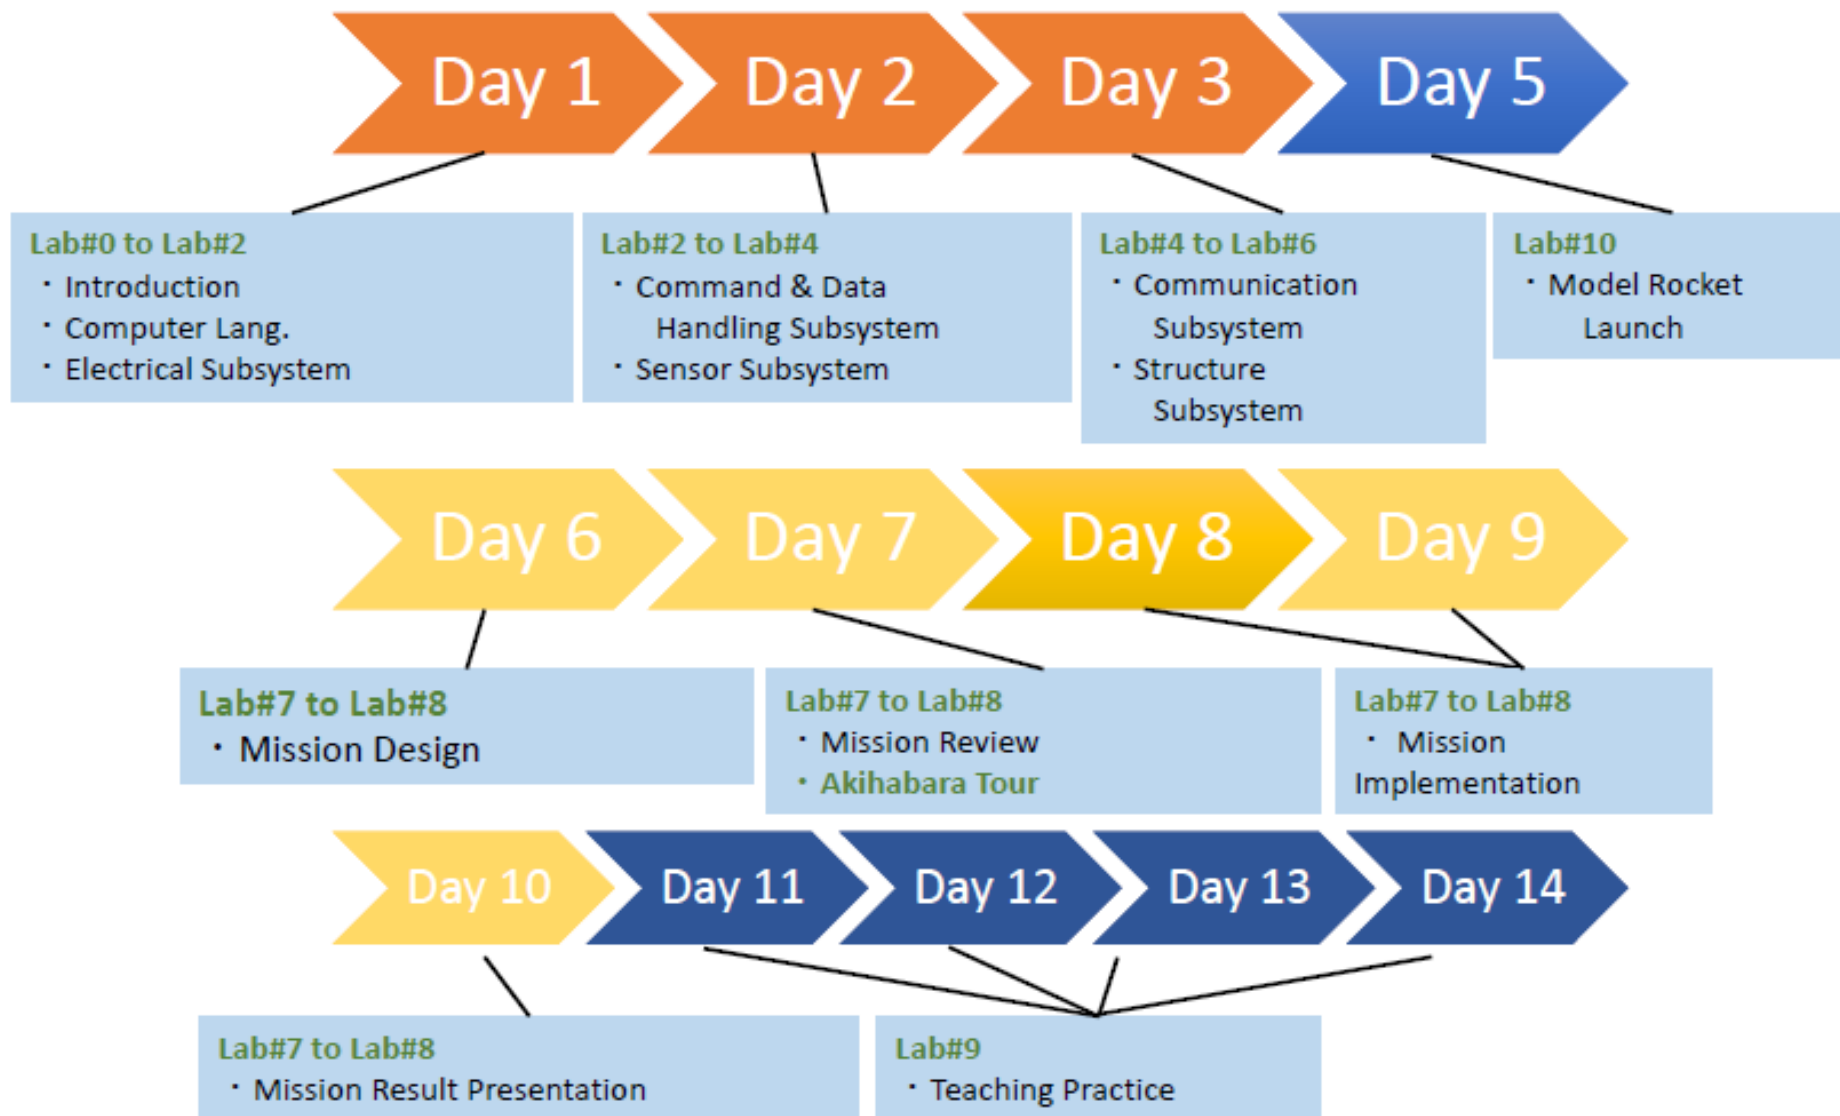 Day 1
Day 2
Day 3
Day 5
Lab#0 to Lab#2
・Introduction
・Computer Lang.
・Electrical Subsystem
Lab#2 to Lab#4
・Command & Data
Handling Subsystem
・Sensor Subsystem
Lab#4 to Lab#6
・Communication
Subsystem
・Structure
Subsystem
Lab#10
・Model Rocket
Launch
Day 6
Day 7
Day 8
Day 9
Lab#7 to Lab#8
・Mission Design
Lab#7 to Lab#8
・Mission Review
・Akihabara Tour
Lab#7 to Lab#8
・ Mission
Implementation
Day 10
Day 11
Day 12
Day 13
Day 14
Lab#7 to Lab#8
・Mission Result Presentation
Lab#9
・Teaching Practice